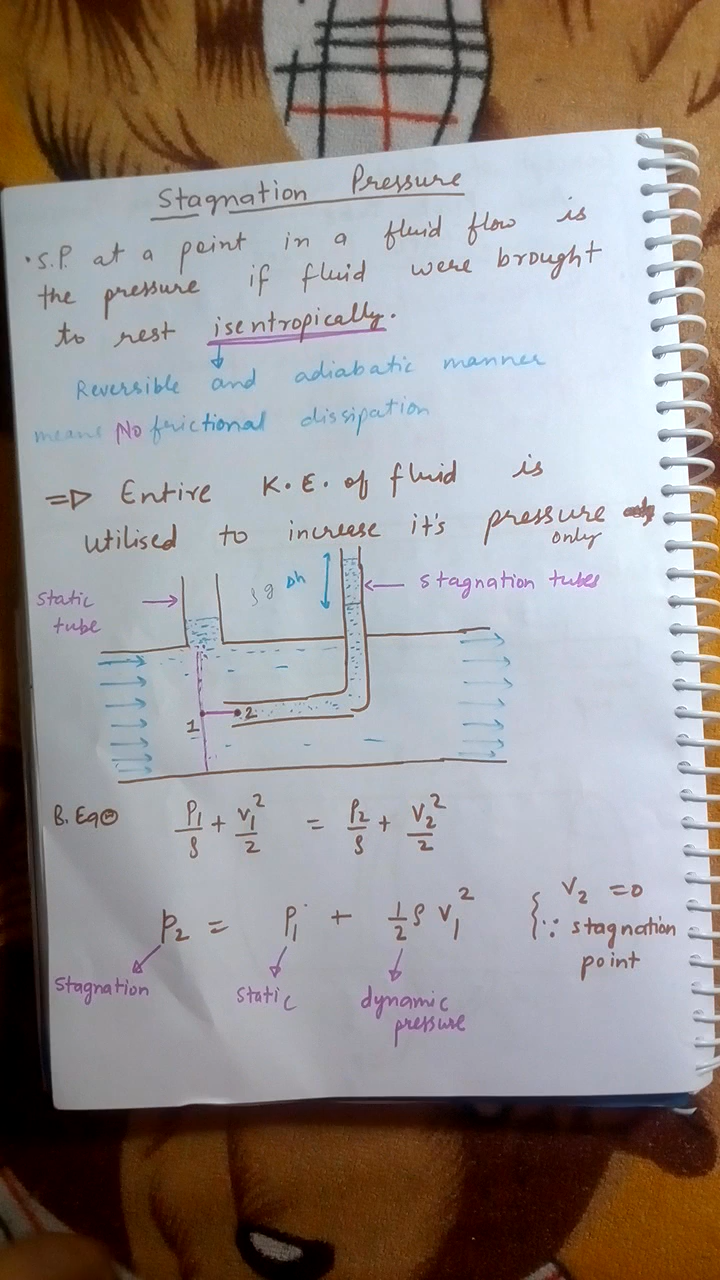 Stagnation Pressure
• S.P. at a point in a fluid flow is
the pressure if fluid were brought
to rest isentropically.
Reversible and adiabatic manner
means No frictional dissipation
⇒ Entire K.E. of fluid is
utilised to increase it's pressure
only
static
tube
ρg Dh
stagnation tube
1
2
B. Eq
P₁/ρ + V₁²/2 = P₂/ρ + V₂²/2
P₂ = P₁ + 1/2 ρ V₁² { V₂ = 0
∵ stagnation
point
Stagnation
Static
dynamic
pressure